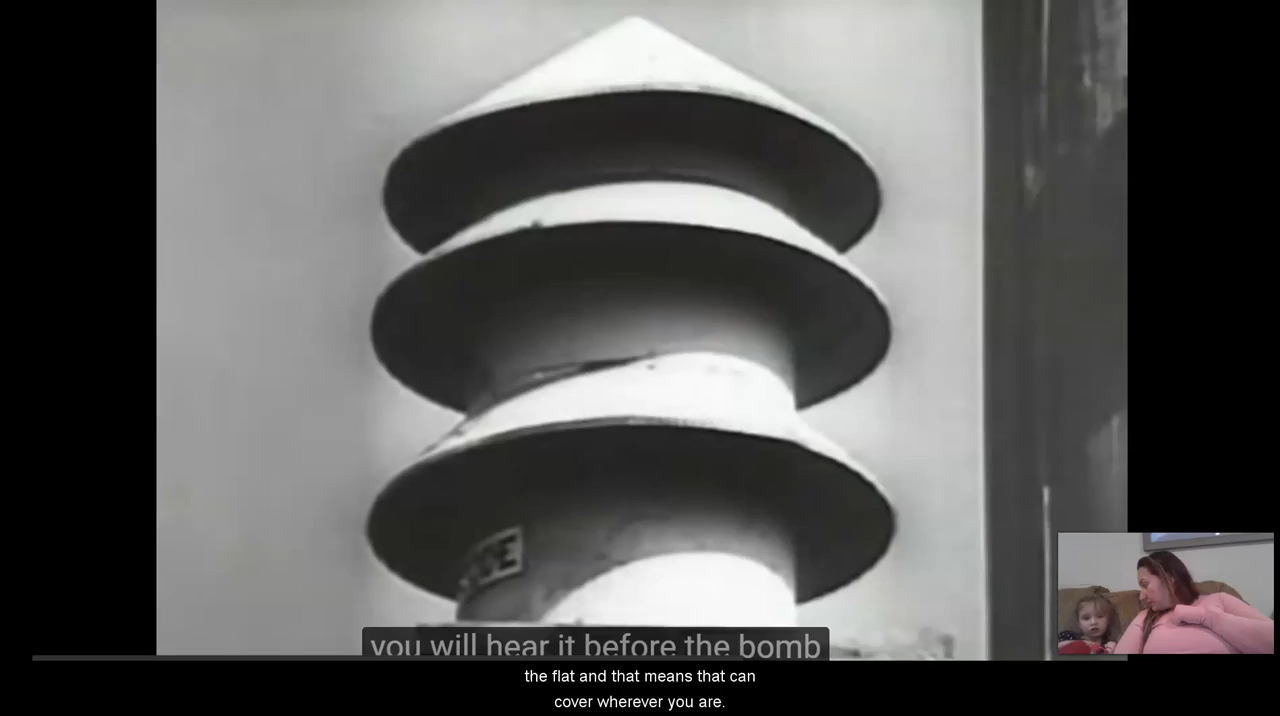 you will hear it before the bomb
the flat and that means that can
cover wherever you are.